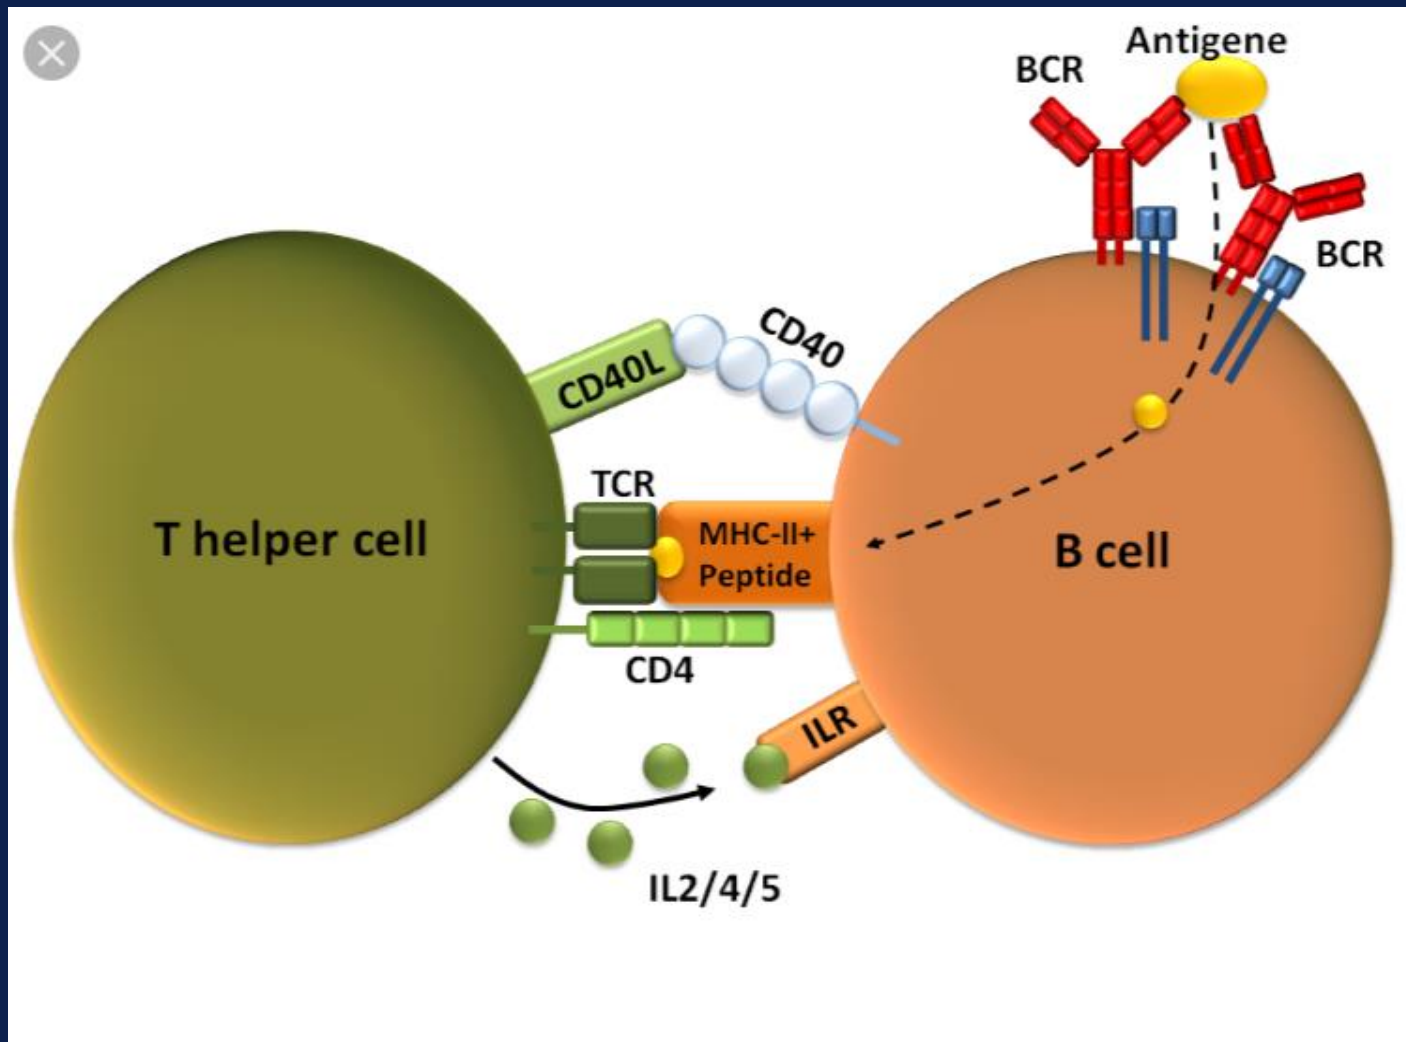 Antigene
BCR
BCR
CD40
CD40L
TCR
T helper cell
MHC-II+
Peptide
B cell
CD4
ILR
IL2/4/5